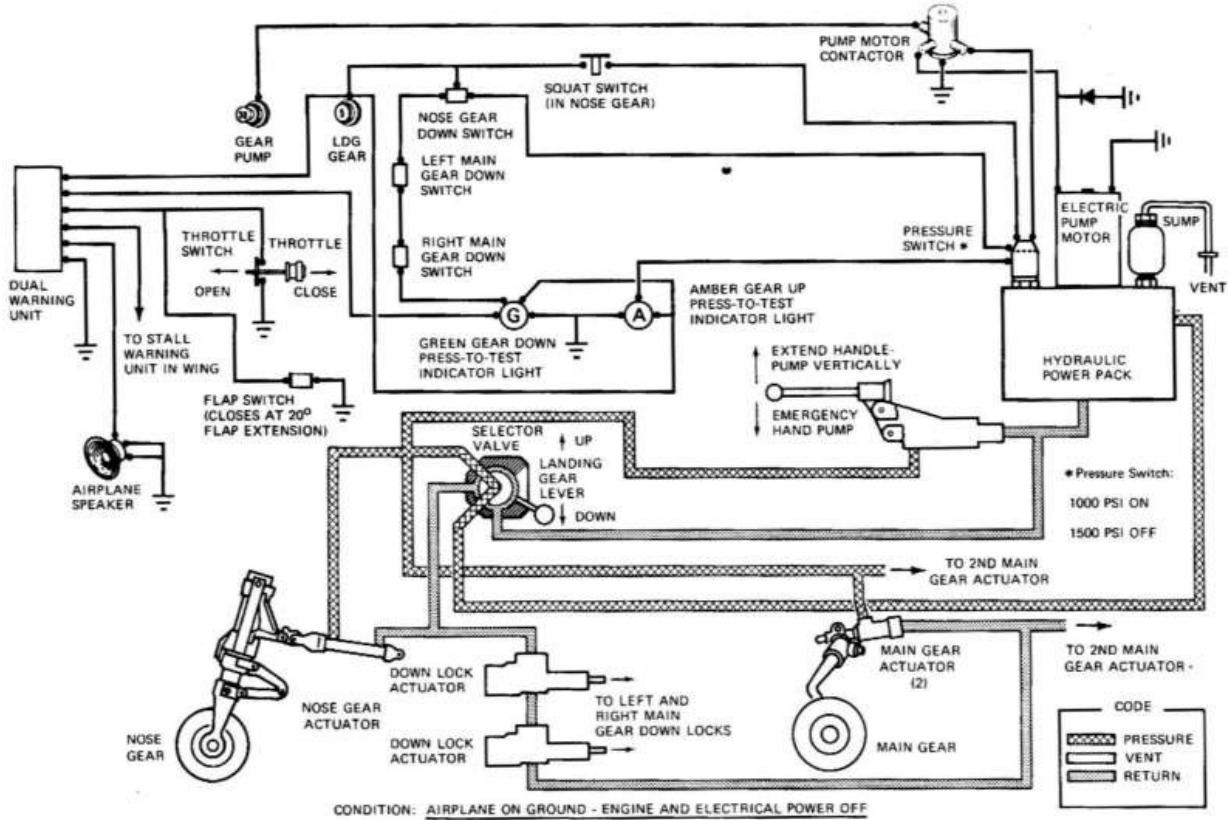 PUMP MOTOR
CONTACTOR
SQUAT SWITCH
(IN NOSE GEAR)
30
GEAR
PUMP
5
LDG
GEAR
NOSE GEAR
DOWN SWITCH
LEFT MAIN
GEAR DOWN
SWITCH
RIGHT MAIN
GEAR DOWN
SWITCH
DUAL
WARNING
UNIT
THROTTLE
SWITCH
THROTTLE
OPEN
CLOSE
TO STALL
WARNING
UNIT IN WING
G
A
GREEN GEAR DOWN
PRESS-TO-TEST
INDICATOR LIGHT
AMBER GEAR UP
PRESS-TO-TEST
INDICATOR LIGHT
PRESSURE
SWITCH *
ELECTRIC
PUMP
MOTOR
SUMP
VENT
HYDRAULIC
POWER PACK
FLAP SWITCH
(CLOSES AT 20°
FLAP EXTENSION)
AIRPLANE
SPEAKER
EXTEND HANDLE-
PUMP VERTICALLY
EMERGENCY
HAND PUMP
SELECTOR
VALVE
UP
LANDING
GEAR
LEVER
DOWN
* Pressure Switch:
1000 PSI ON
1500 PSI OFF
TO 2ND MAIN
GEAR ACTUATOR
NOSE
GEAR
NOSE GEAR
ACTUATOR
DOWN LOCK
ACTUATOR
DOWN LOCK
ACTUATOR
TO LEFT AND
RIGHT MAIN
GEAR DOWN LOCKS
MAIN GEAR
ACTUATOR
(2)
MAIN GEAR
TO 2ND MAIN
GEAR ACTUATOR -
CODE
PRESSURE
VENT
RETURN
CONDITION: AIRPLANE ON GROUND - ENGINE AND ELECTRICAL POWER OFF